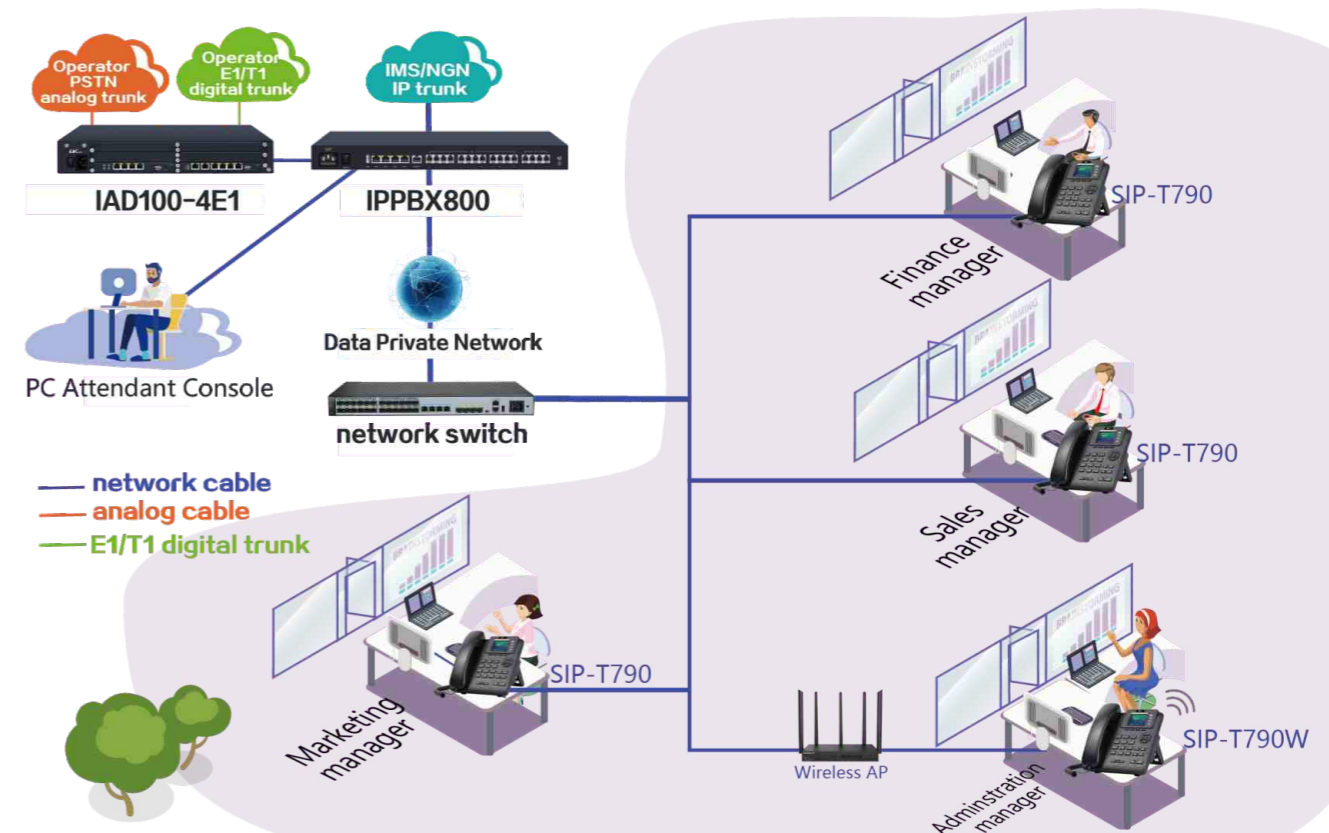 Operator
PSTN
analog trunk
Operator
E1/T1
digital trunk
IMS/NGN
IP trunk
IAD100-4E1
IPPBX800
PC Attendant Console
Data Private Network
network switch
network cable
analog cable
E1/T1 digital trunk
SIP-T790
Finance
manager
SIP-T790
Sales
manager
SIP-T790
Marketing
manager
Wireless AP
SIP-T790W
Adminstration
manager